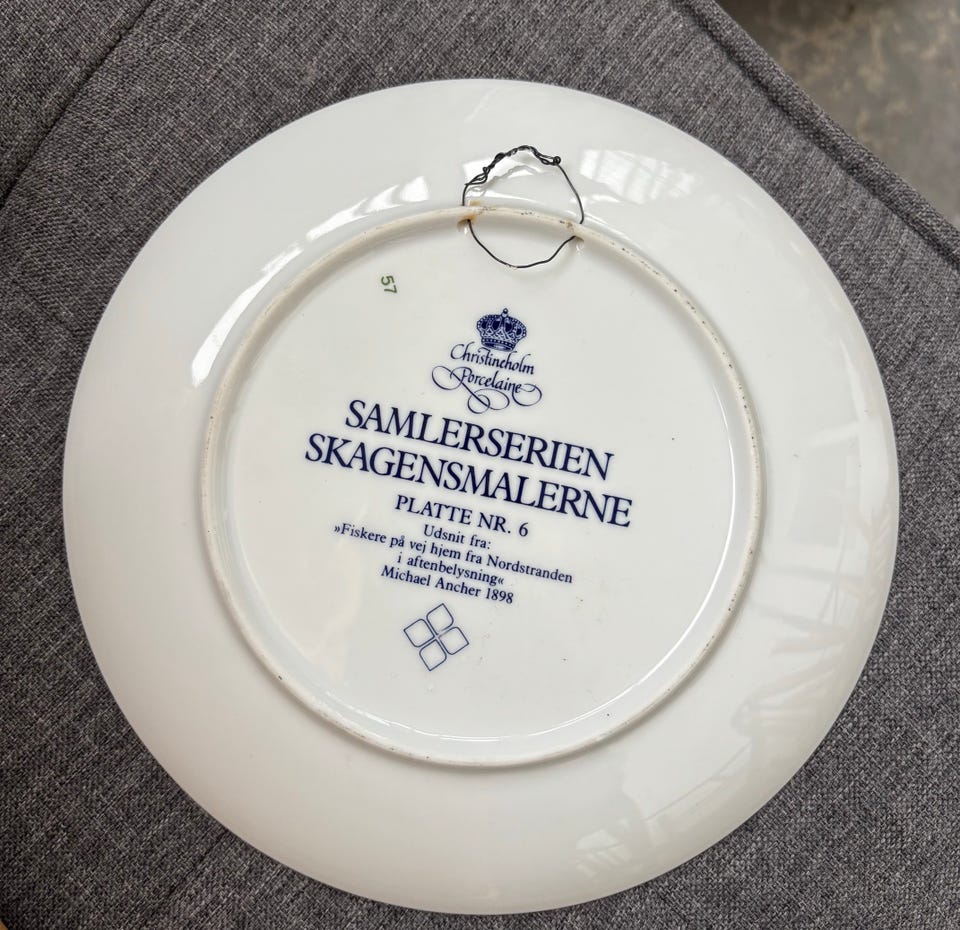 57
Christineholm
Porcelaine
SAMLERSERIEN
SKAGENSMALERNE
PLATTE NR. 6
Udsnit fra:
»Fiskere på vej hjem fra Nordstranden
i aftenbelysning«
Michael Ancher 1898